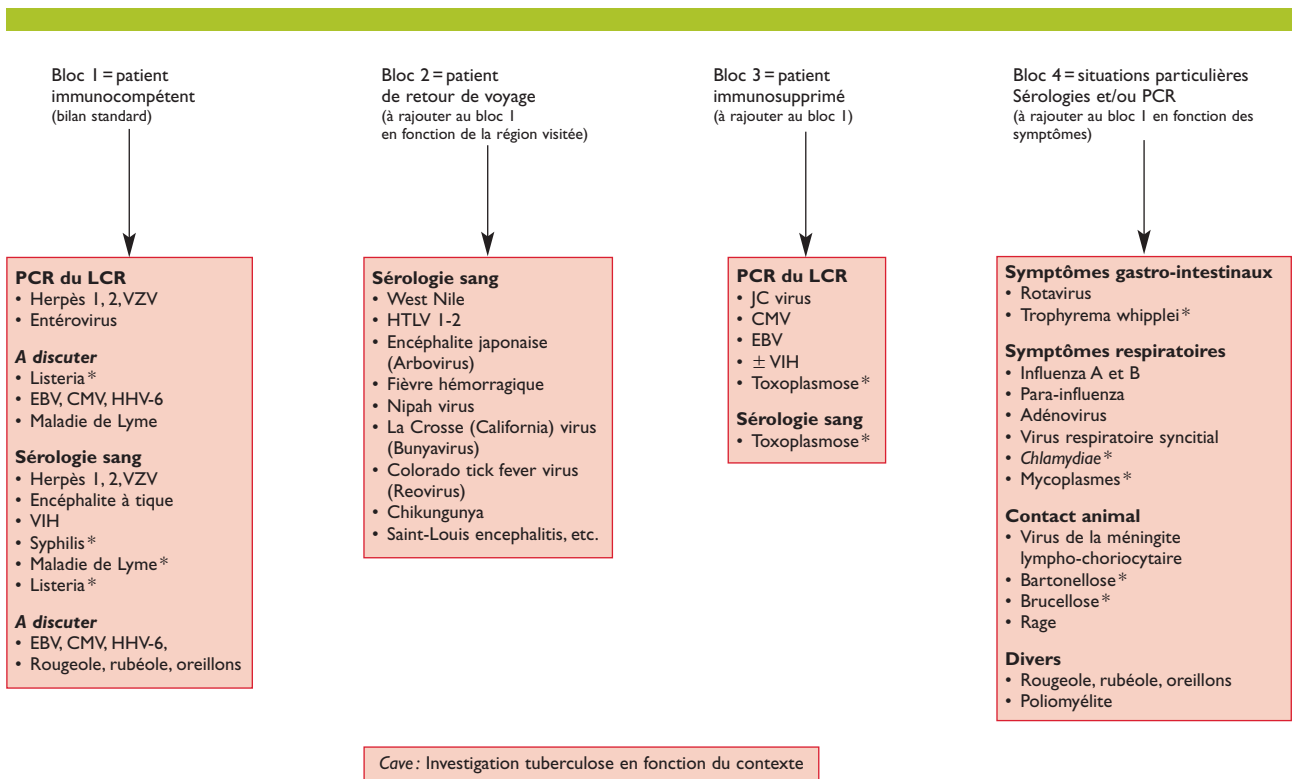 Bloc 1 = patient
immunocompétent
(bilan standard)
Bloc 2 = patient
de retour de voyage
(à rajouter au bloc 1
en fonction de la région visitée)
Bloc 3 = patient
immunosupprimé
(à rajouter au bloc 1)
Bloc 4 = situations particulières
Sérologies et/ou PCR
(à rajouter au bloc 1 en fonction des
symptômes)
PCR du LCR
• Herpès 1, 2, VZV
• Entérovirus
A discuter
• Listeria*
• EBV, CMV, HHV-6
• Maladie de Lyme
Sérologie sang
• Herpès 1, 2, VZV
• Encéphalite à tique
• VIH
• Syphilis*
• Maladie de Lyme*
• Listeria*
A discuter
• EBV, CMV, HHV-6,
• Rougeole, rubéole, oreillons
Sérologie sang
• West Nile
• HTLV 1-2
• Encéphalite japonaise
(Arbovirus)
• Fièvre hémorragique
• Nipah virus
• La Crosse (California) virus
(Bunyavirus)
• Colorado tick fever virus
(Reovirus)
• Chikungunya
• Saint-Louis encephalitis, etc.
PCR du LCR
• JC virus
• CMV
• EBV
• ± VIH
• Toxoplasmose*
Sérologie sang
• Toxoplasmose*
Symptômes gastro-intestinaux
• Rotavirus
• Trophyrema whipplei*
Symptômes respiratoires
• Influenza A et B
• Para-influenza
• Adénovirus
• Virus respiratoire syncitial
• Chlamydiae*
• Mycoplasmes*
Contact animal
• Virus de la méningite
lympho-choriocytaire
• Bartonellose*
• Brucellose*
• Rage
Divers
• Rougeole, rubéole, oreillons
• Poliomyélite
Cave : Investigation tuberculose en fonction du contexte